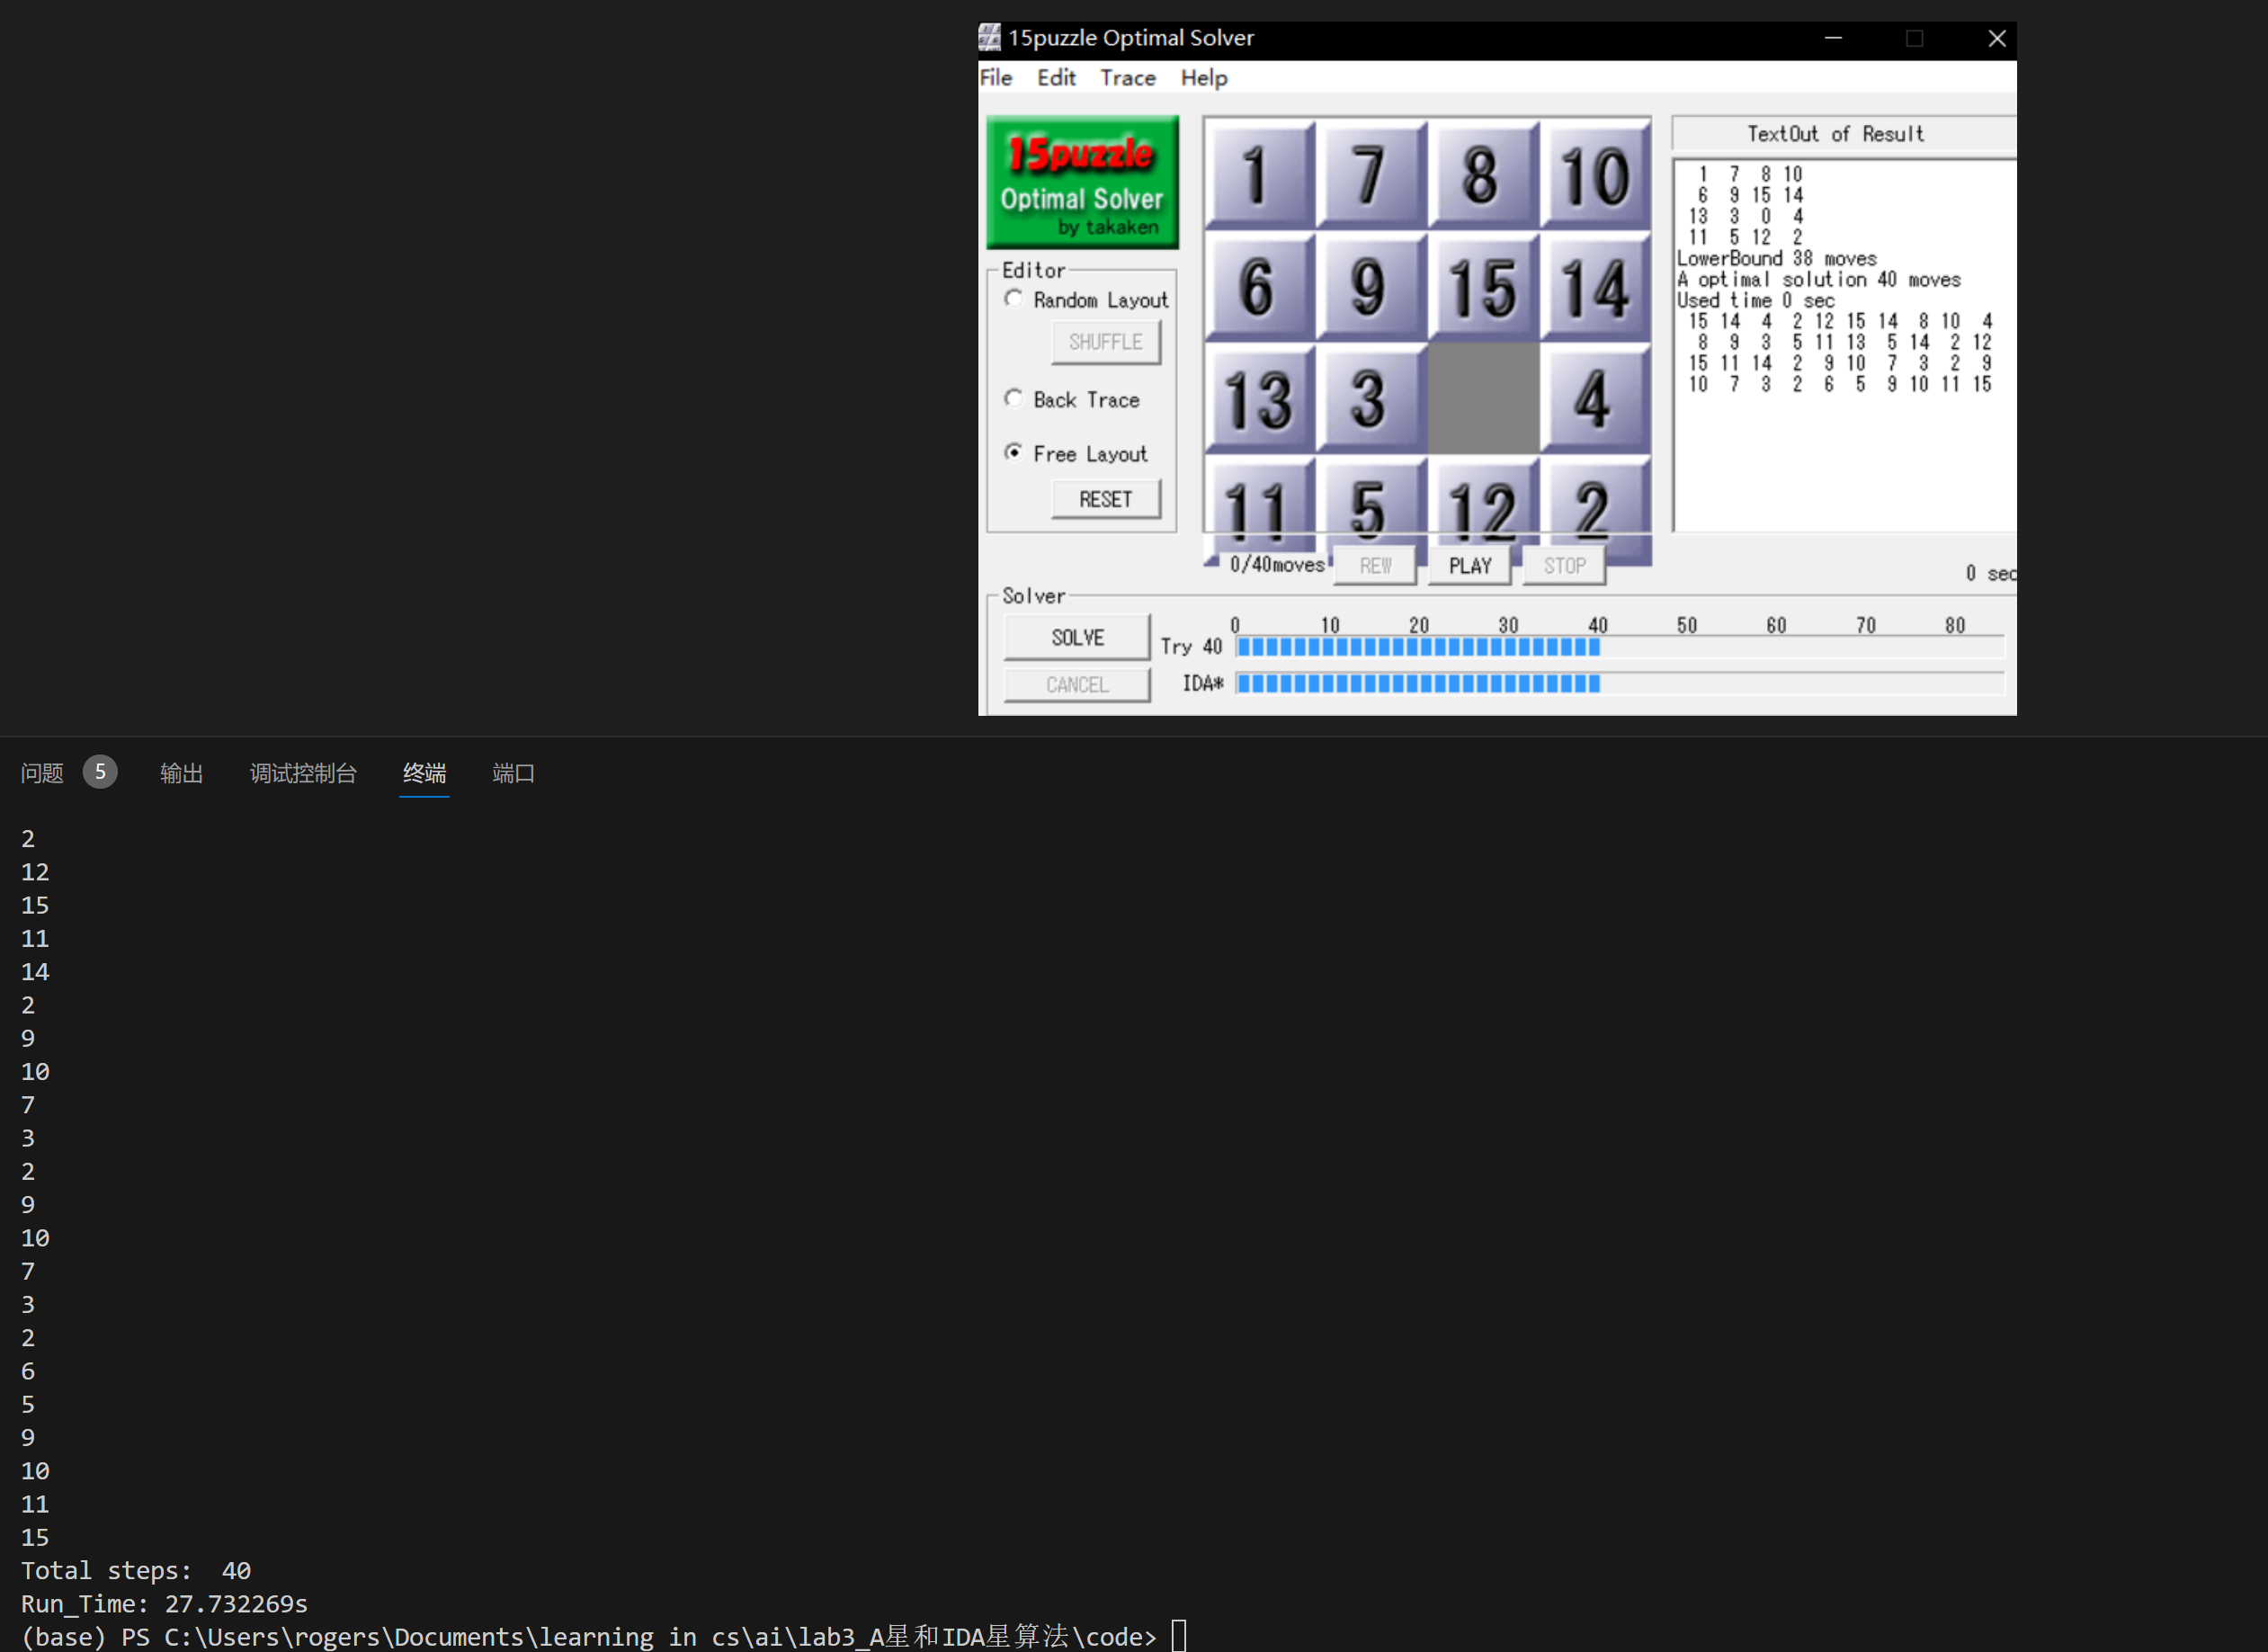 15puzzle Optimal Solver
File Edit Trace Help
15puzzle
Optimal Solver
by takaken
Editor
Random Layout
SHUFFLE
Back Trace
Free Layout
RESET
1 7 8 10
6 9 15 14
13 3 4
11 5 12 2
0/40moves REW PLAY STOP
TextOut of Result
1 7 8 10
6 9 15 14
13 3 0 4
11 5 12 2
LowerBound 38 moves
A optimal solution 40 moves
Used time 0 sec
15 14 4 2 12 15 14 8 10 4
8 9 3 5 11 13 5 14 2 12
15 11 14 2 9 10 7 3 2 9
10 7 3 2 6 5 9 10 11 15
0 sec
Solver
SOLVE
CANCEL
0 10 20 30 40 50 60 70 80
Try 40
IDA*
问题 5 输出 调试控制台 终端 端口
2
12
15
11
14
2
9
10
7
3
2
9
10
7
3
2
6
5
9
10
11
15
Total steps:  40
Run_Time: 27.732269s
(base) PS C:\Users\rogers\Documents\learning in cs\ai\lab3_A星和IDA星算法\code>